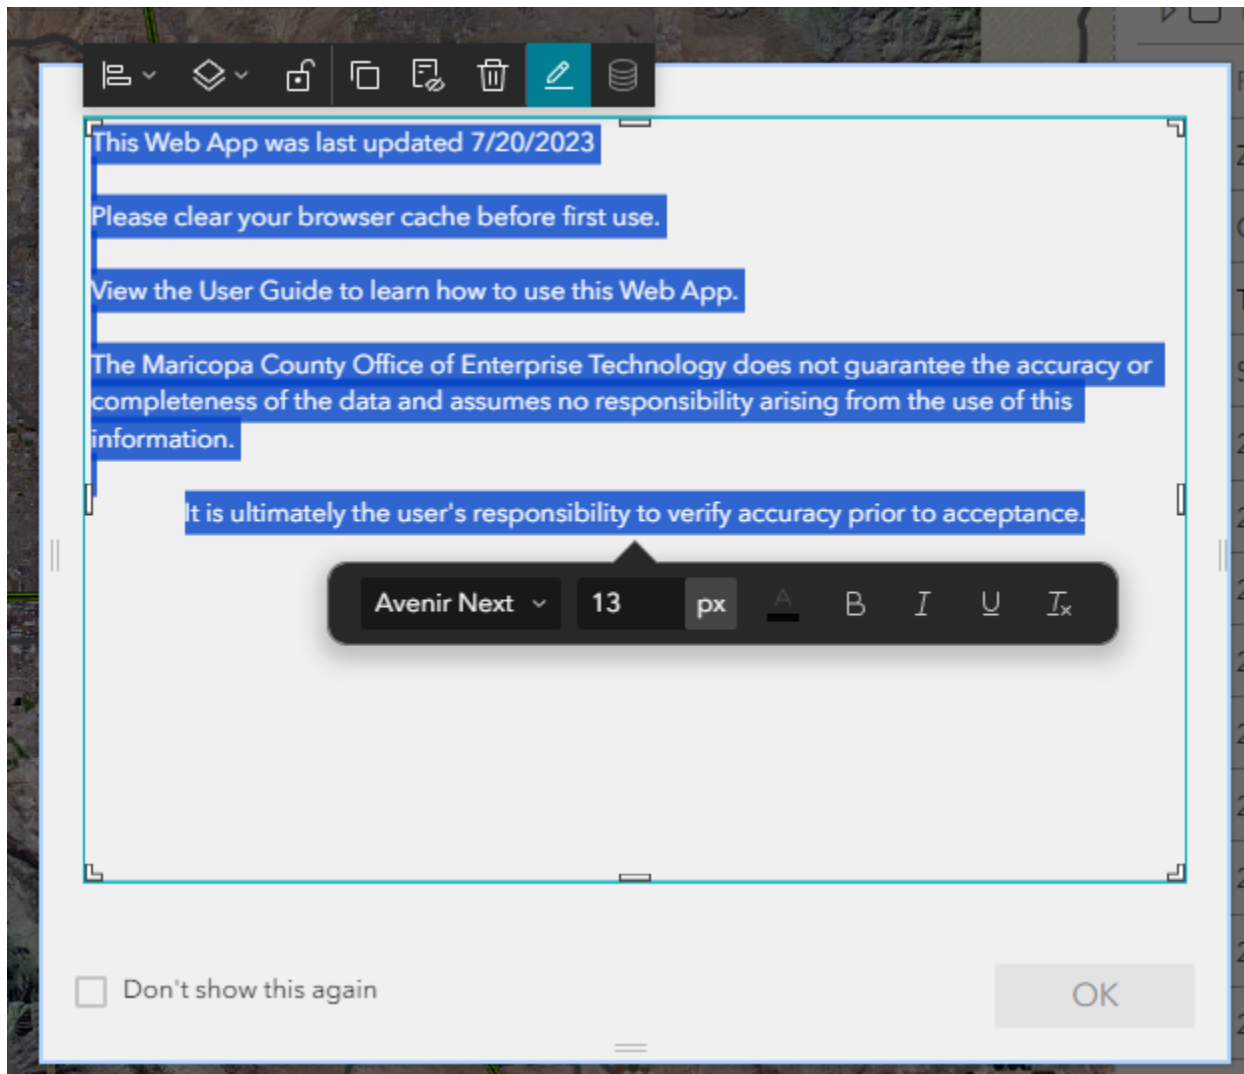 This Web App was last updated 7/20/2023
Please clear your browser cache before first use.
View the User Guide to learn how to use this Web App.
The Maricopa County Office of Enterprise Technology does not guarantee the accuracy or
completeness of the data and assumes no responsibility arising from the use of this
information.
It is ultimately the user's responsibility to verify accuracy prior to acceptance.
Avenir Next 13 px A B I U Tx
Don't show this again
OK